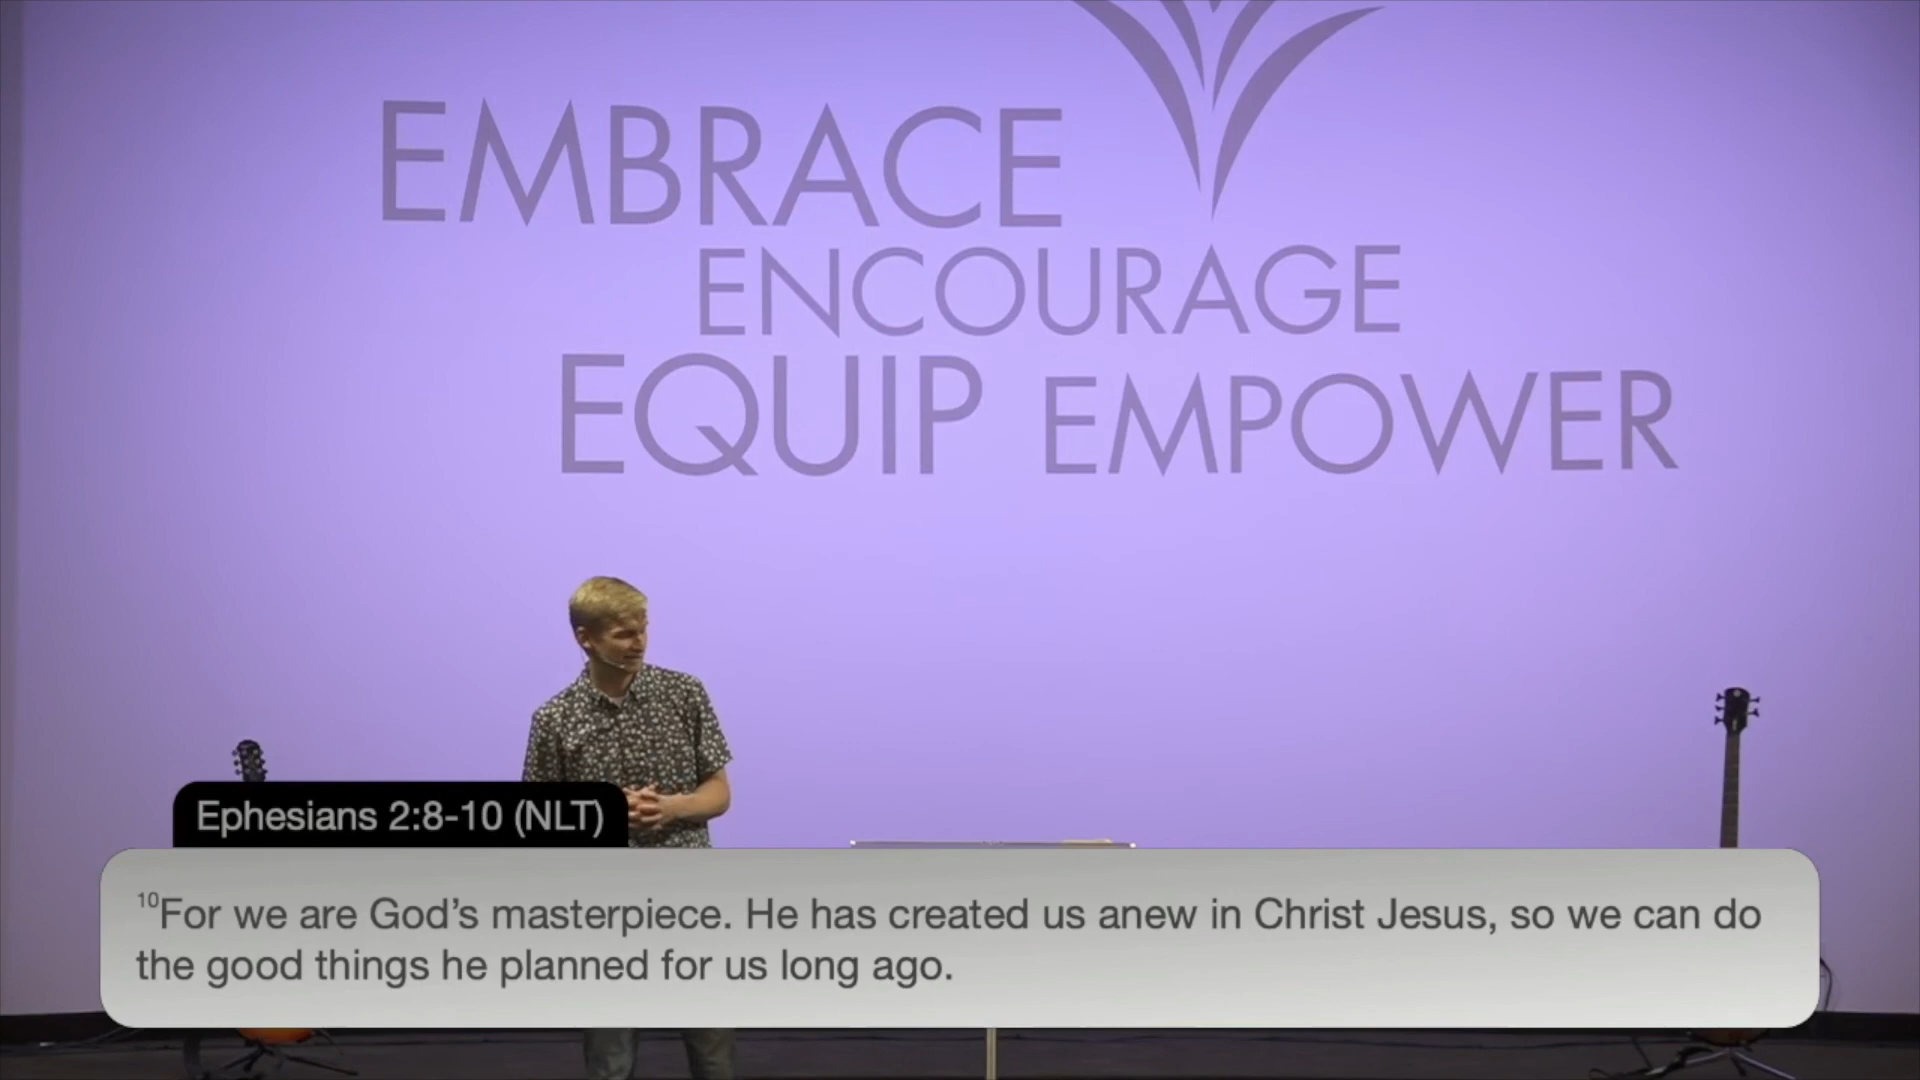 EMBRACE
ENCOURAGE
EQUIP EMPOWER
Ephesians 2:8-10 (NLT)
10For we are God's masterpiece. He has created us anew in Christ Jesus, so we can do
the good things he planned for us long ago.